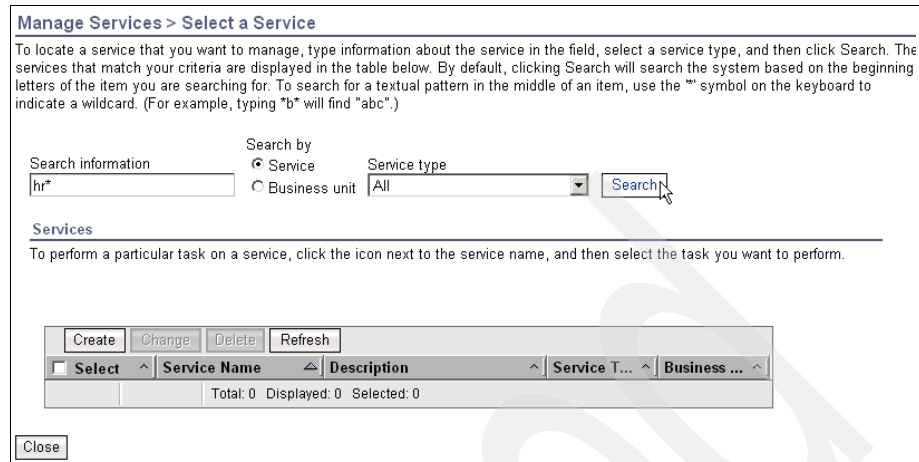 Manage Services > Select a Service
To locate a service that you want to manage, type information about the service in the field, select a service type, and then click Search. The
services that match your criteria are displayed in the table below. By default, clicking Search will search the system based on the beginning
letters of the item you are searching for. To search for a textual pattern in the middle of an item, use the "*" symbol on the keyboard to
indicate a wildcard. (For example, typing *b* will find "abc".)
Search by
Search information Service Service type
hr* Business unit All Search
Services
To perform a particular task on a service, click the icon next to the service name, and then select the task you want to perform.
Create Change Delete Refresh
Select Service Name Description Service T... Business ...
Total: 0 Displayed: 0 Selected: 0
Close